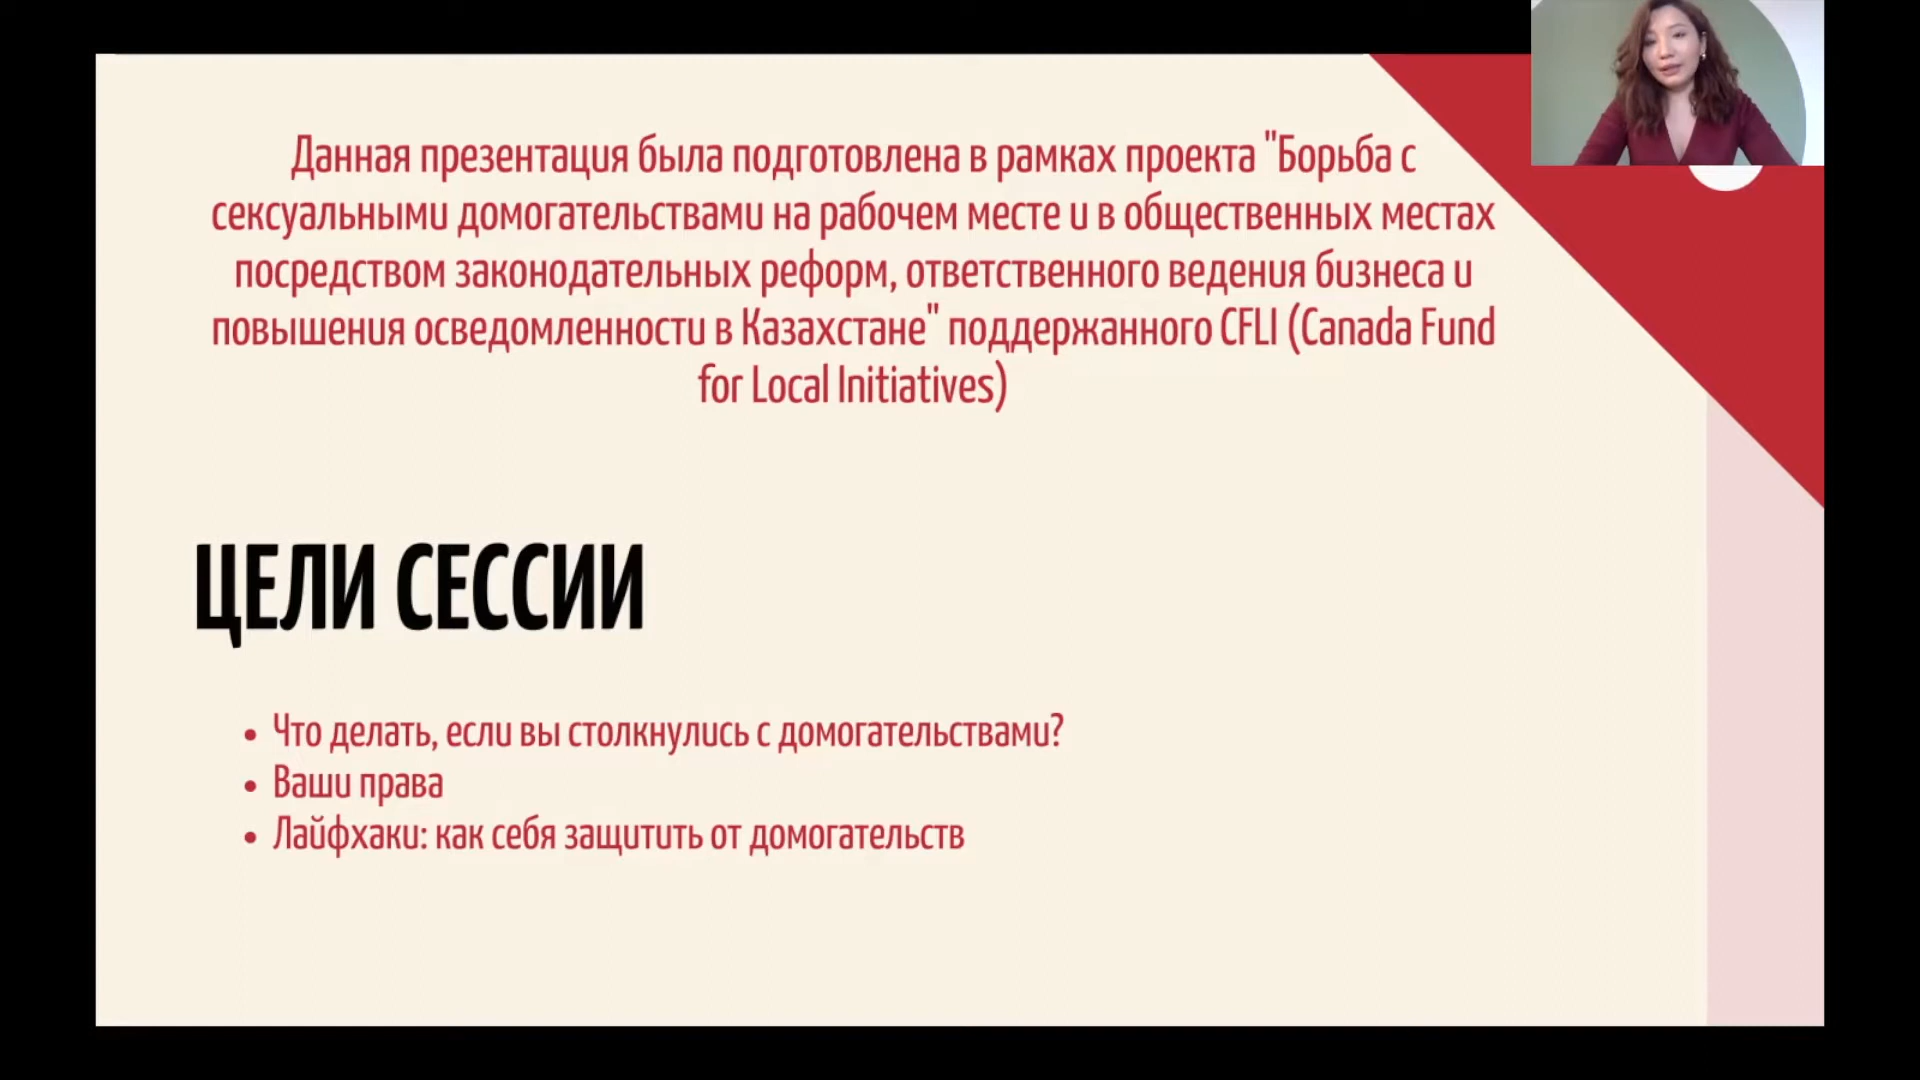 Данная презентация была подготовлена в рамках проекта "Борьба с
сексуальными домогательствами на рабочем месте и в общественных местах
посредством законодательных реформ, ответственного ведения бизнеса и
повышения осведомленности в Казахстане" поддержанного CFLI (Canada Fund
for Local Initiatives)
ЦЕЛИ СЕССИИ
• Что делать, если вы столкнулись с домогательствами?
• Ваши права
• Лайфхаки: как себя защитить от домогательств